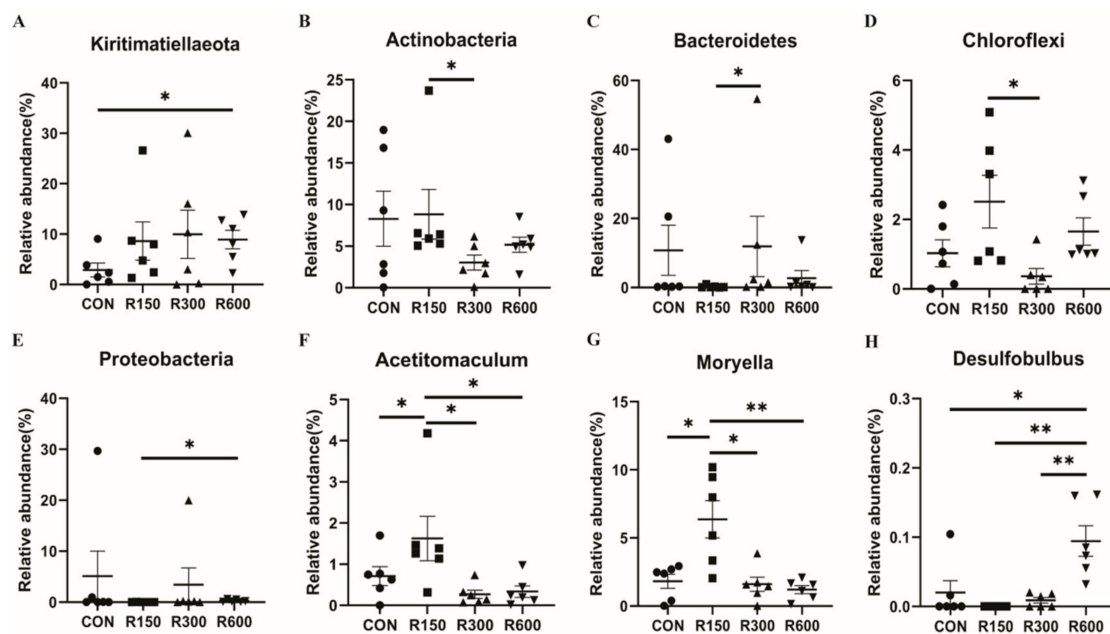 A
Kiritimatiellaeota
Relative abundance(%)
40
30
20
10
0
*
CON R150 R300 R600
B
Actinobacteria
Relative abundance(%)
25
20
15
10
5
0
*
CON R150 R300 R600
C
Bacteroidetes
Relative abundance(%)
60
40
20
0
*
CON R150 R300 R600
D
Chloroflexi
Relative abundance(%)
6
4
2
0
*
CON R150 R300 R600
E
Proteobacteria
Relative abundance(%)
40
30
20
10
0
*
CON R150 R300 R600
F
Acetitomaculum
Relative abundance(%)
5
4
3
2
1
0
*
* *
CON R150 R300 R600
G
Moryella
Relative abundance(%)
15
10
5
0
**
* *
CON R150 R300 R600
H
Desulfobulbus
Relative abundance(%)
0.3
0.2
0.1
0.0
*
**
**
CON R150 R300 R600